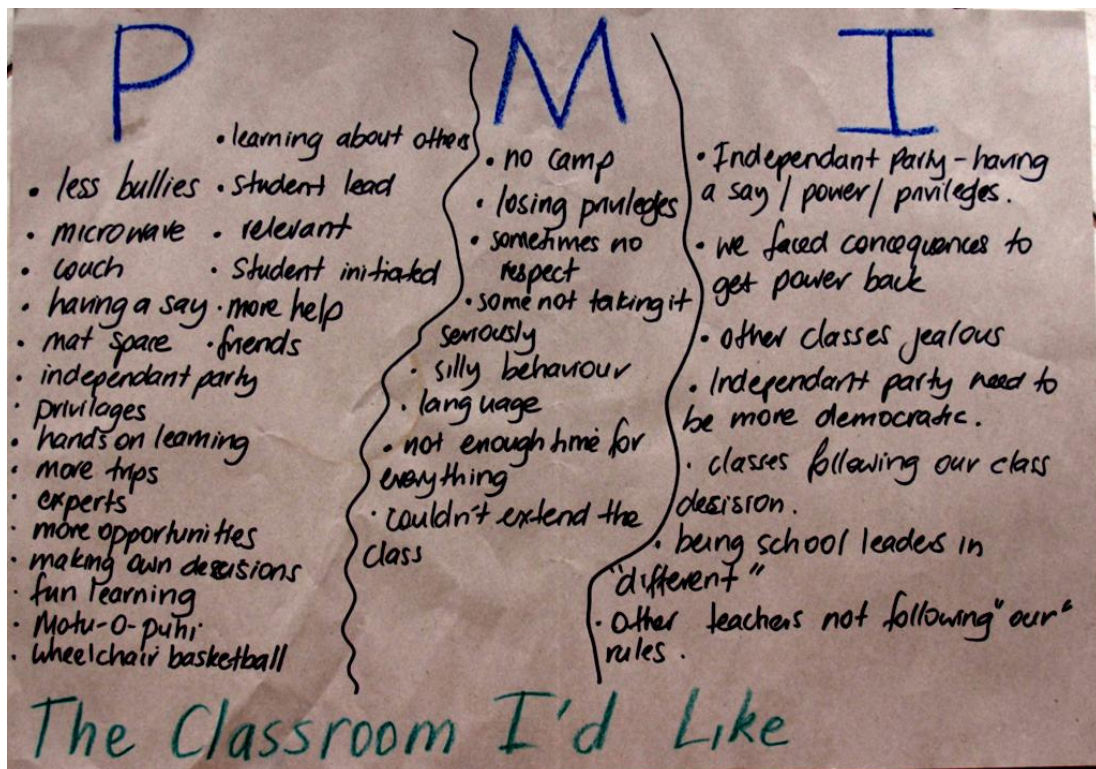 P
• learning about others
• less bullies • Student lead
• microwave • relevant
• couch • Student initiated
• having a say • more help
• mat space • friends
• independant party
• privilages
• hands on learning
• more trips
• experts
• more opportunities
• making own descisions
• fun learning
• Motu-o-puhi
• wheelchair basketball
M
• no camp
• losing privileges
• sometimes no
respect
• some not taking it
seriously
• silly behaviour
• language
• not enough time for
everything
• couldn't extend the
class
I
• Independant Party - having
a say / power / privileges.
• we faced concequences to
get power back
• other classes jealous
• Independant party need to
be more democratic.
• classes following our class
desision.
• being school leaders in
"different"
• Other teachers not following "our"
rules.
The Classroom I'd Like